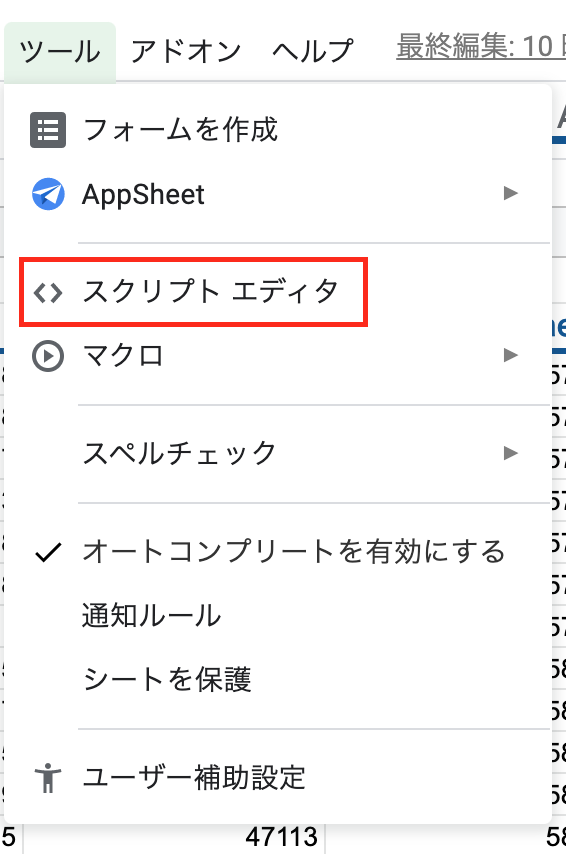 ツール アドオン ヘルプ 最終編集: 10
フォームを作成
AppSheet
スクリプト エディタ
マクロ
スペルチェック
オートコンプリートを有効にする
通知ルール
シートを保護
ユーザー補助設定
5 47113 58